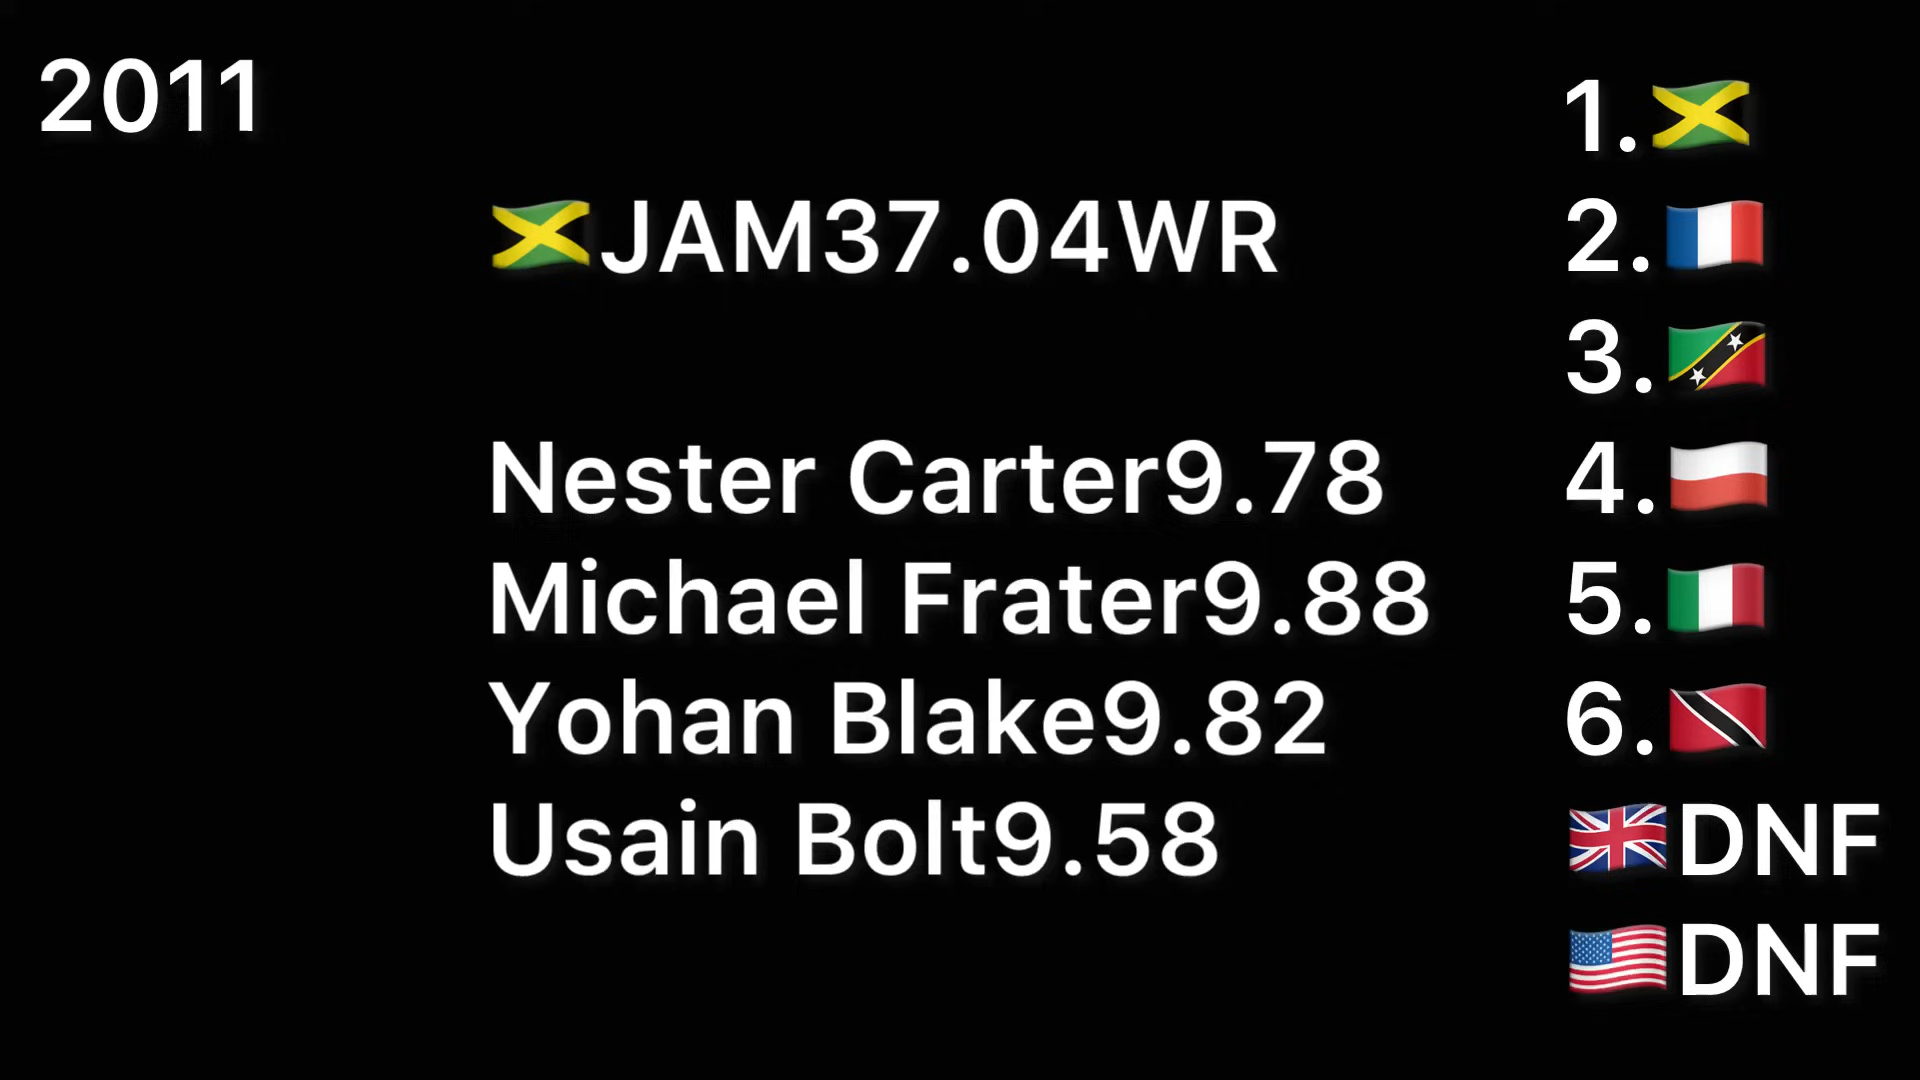 2011
🇯🇲JAM37.04WR
Nester Carter9.78
Michael Frater9.88
Yohan Blake9.82
Usain Bolt9.58
1.🇯🇲
2.🇫🇷
3.🇰🇳
4.🇵🇱
5.🇮🇹
6.🇹🇹
🇬🇧DNF
🇺🇸DNF